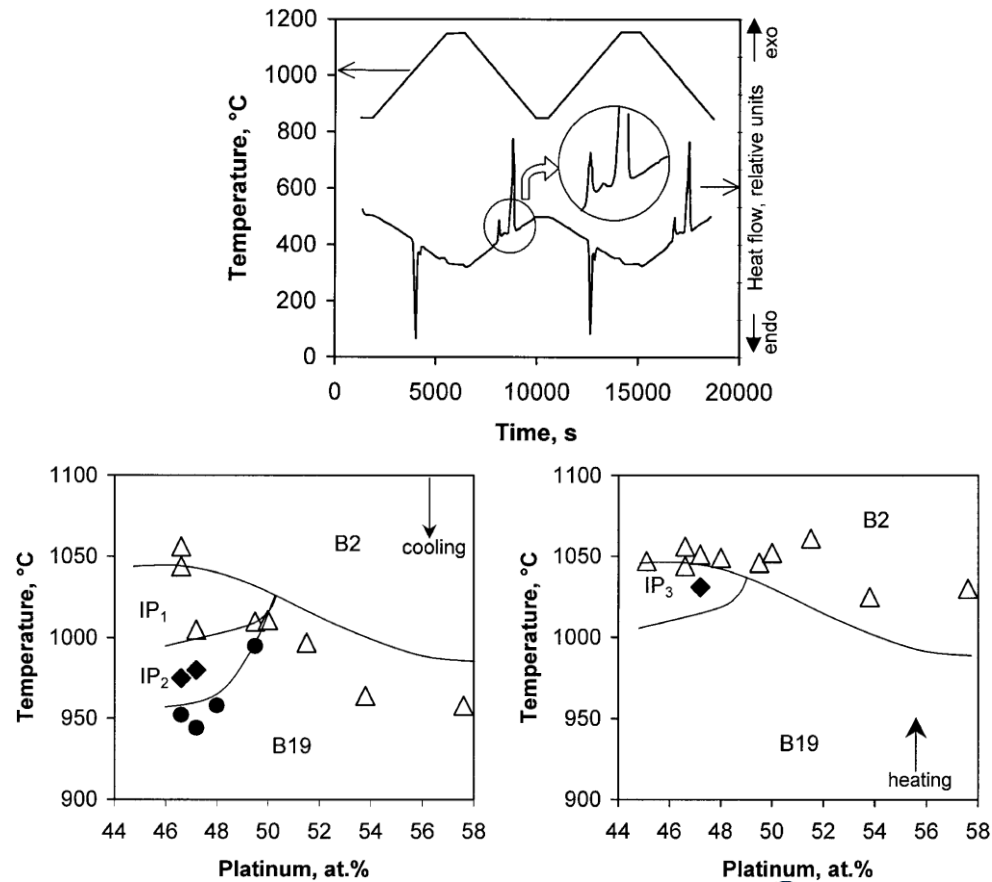 1200
1000
800
600
400
200
0
Temperature, °C
0
5000
10000
15000
20000
Time, s
exo
Heat flow, relative units
endo
1100
1050
1000
950
900
Temperature, °C
B2
cooling
IP1
IP2
B19
44
46
48
50
52
54
56
58
Platinum, at.%
1100
1050
1000
950
900
Temperature, °C
B2
IP3
B19
heating
44
46
48
50
52
54
56
58
Platinum, at.%